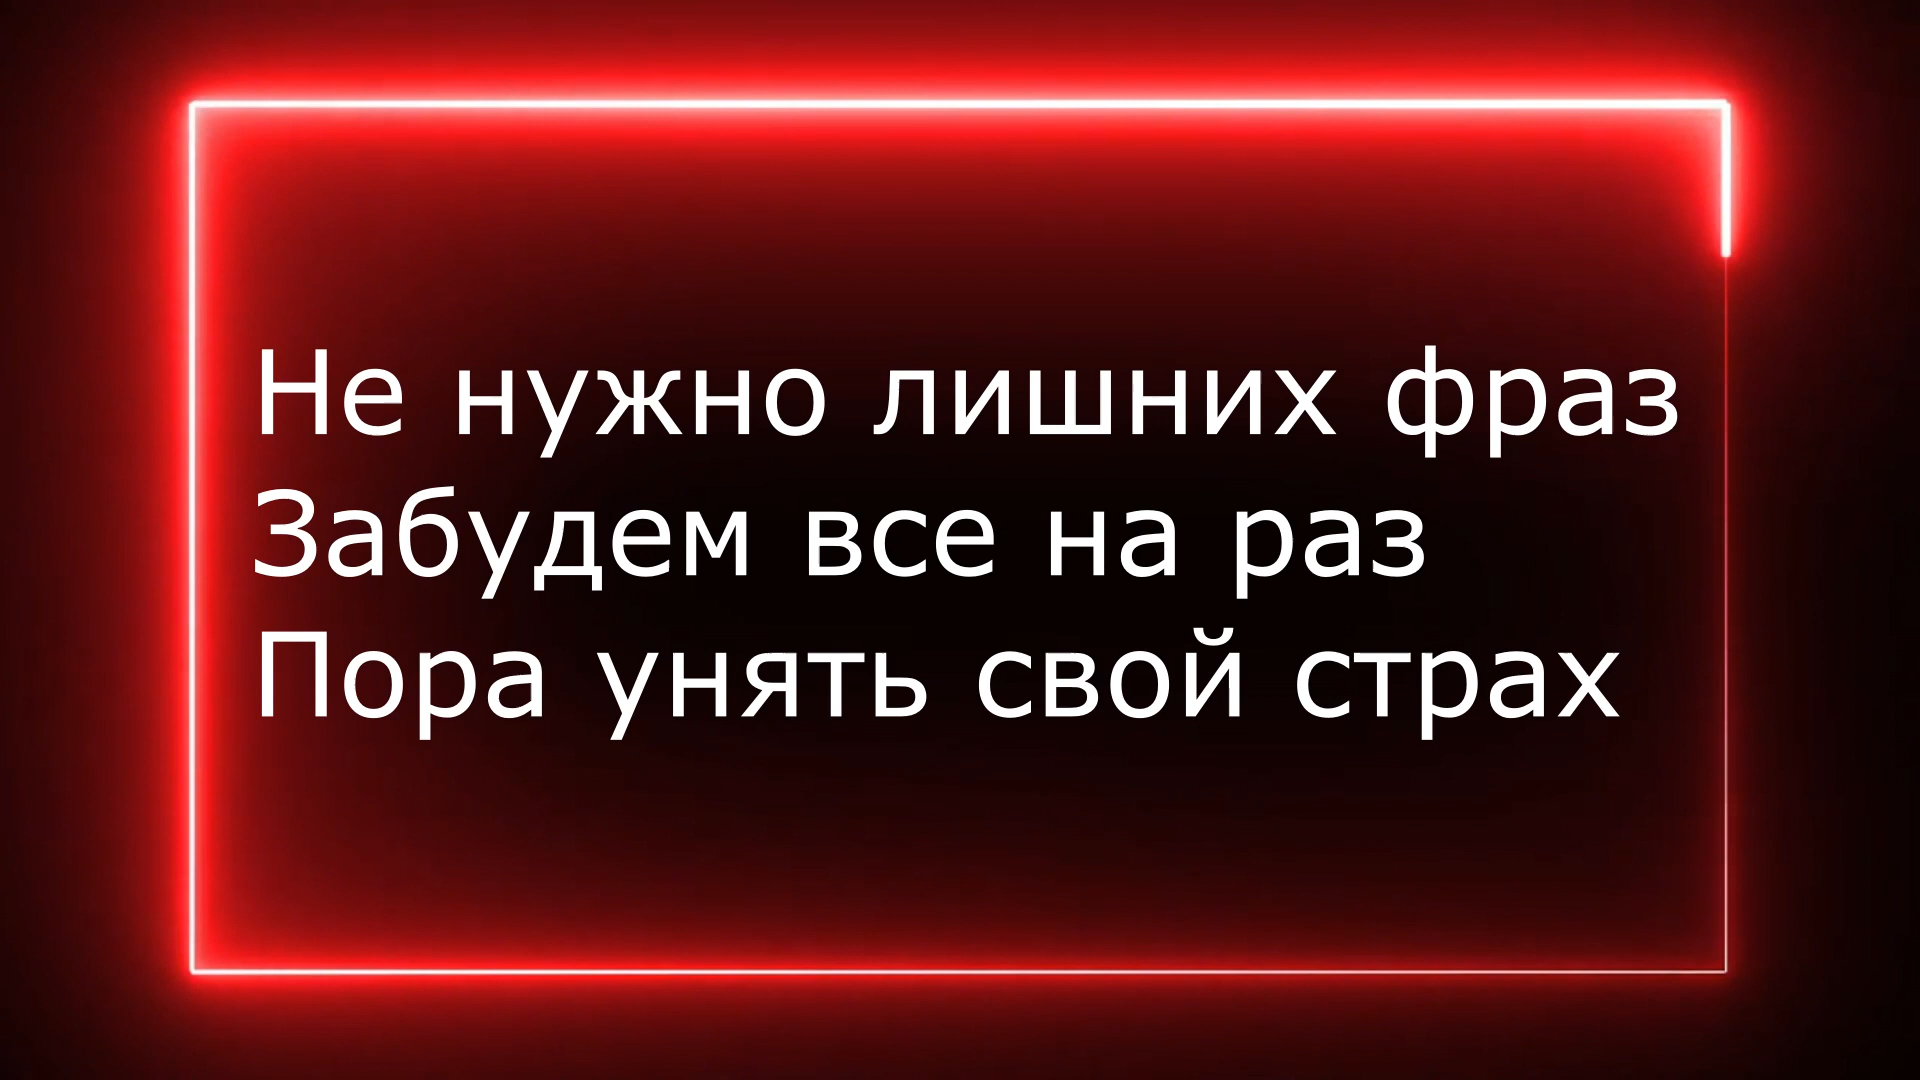 Не нужно лишних фраз
Забудем все на раз
Пора унять свой страх